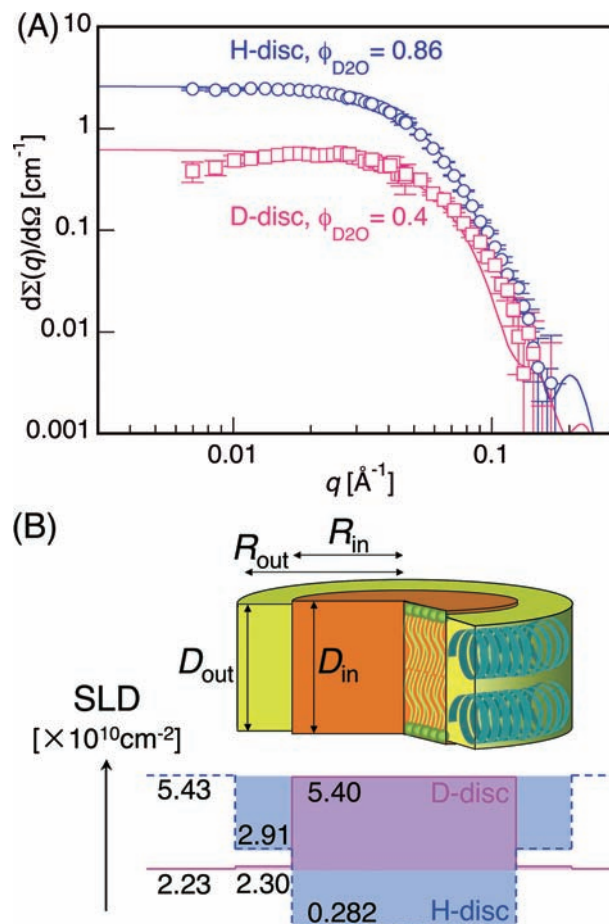 (A)
10
1
0.1
0.01
0.001
dΣ(q)/dΩ [cm⁻¹]
H-disc, ϕD2O = 0.86
D-disc, ϕD2O = 0.4
0.01
0.1
q [Å⁻¹]
(B)
Rin
Rout
Dout
Din
SLD
[×10¹⁰cm⁻²]
5.43
5.40
D-disc
2.91
2.23
2.30
0.282
H-disc